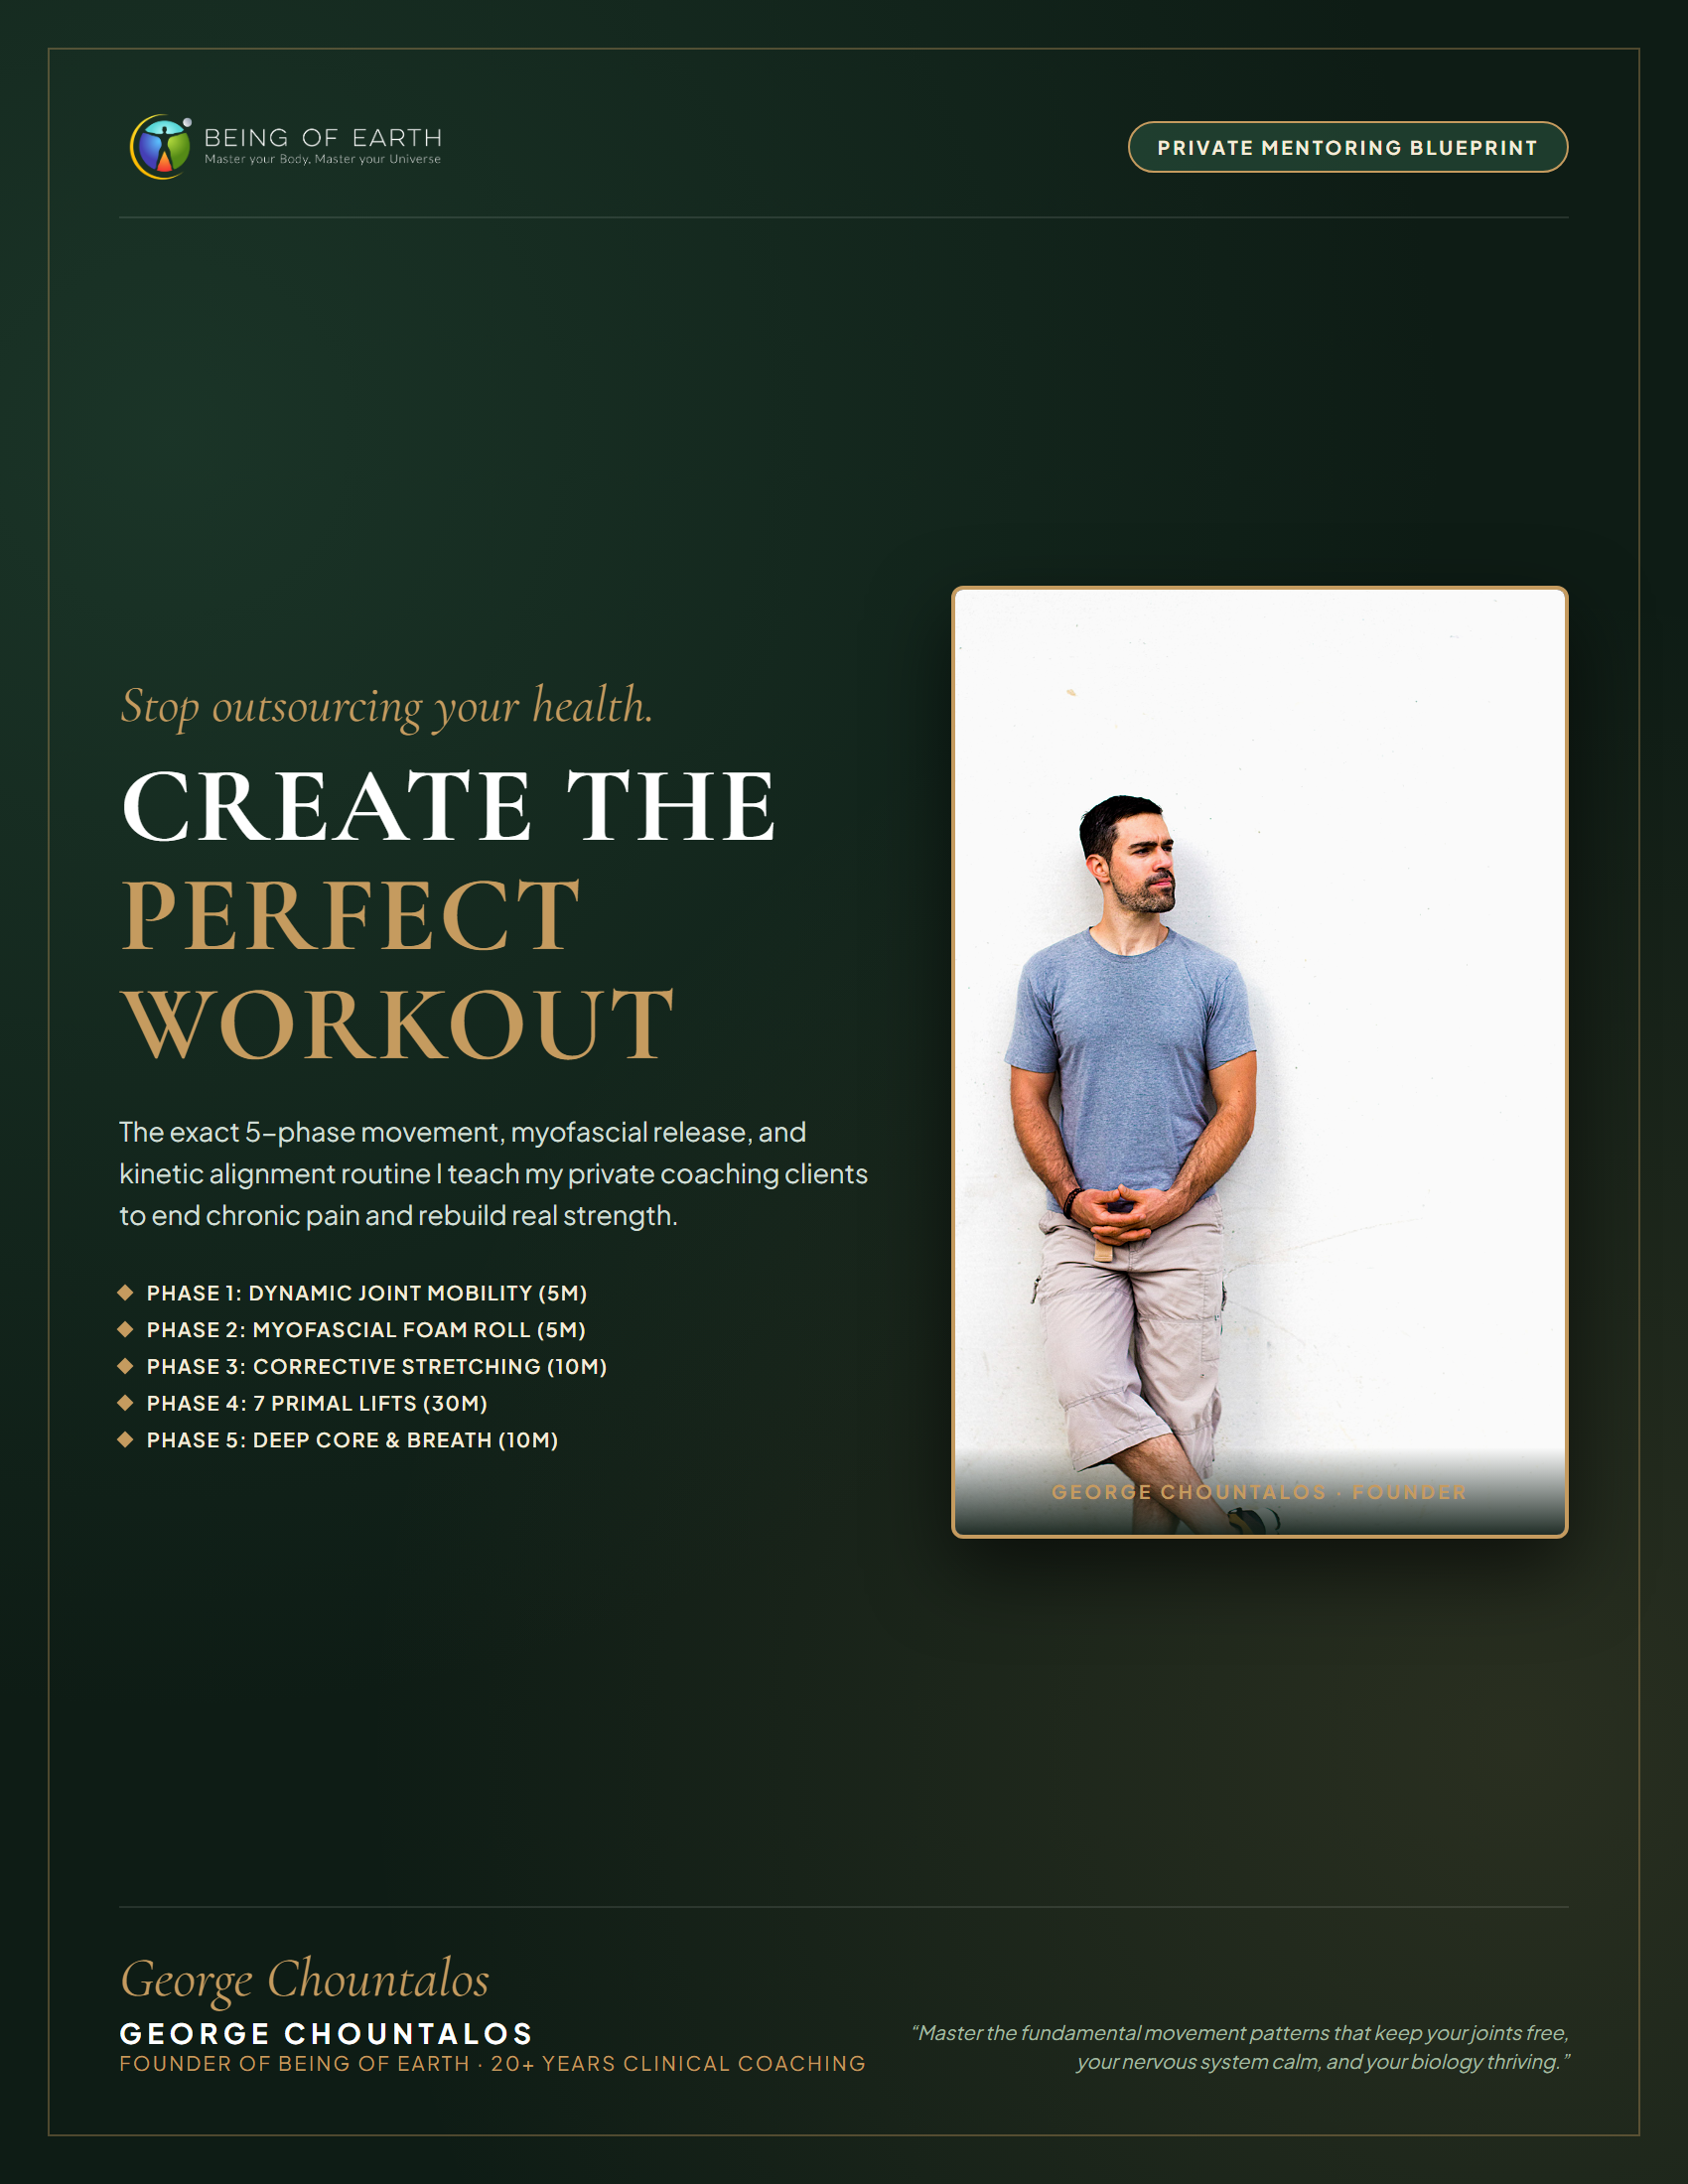 BEING OF EARTH
Master your Body, Master your Universe
PRIVATE MENTORING BLUEPRINT
Stop outsourcing your health.
CREATE THE
PERFECT
WORKOUT
The exact 5–phase movement, myofascial release, and
kinetic alignment routine I teach my private coaching clients
to end chronic pain and rebuild real strength.
PHASE 1: DYNAMIC JOINT MOBILITY (5M)
PHASE 2: MYOFASCIAL FOAM ROLL (5M)
PHASE 3: CORRECTIVE STRETCHING (10M)
PHASE 4: 7 PRIMAL LIFTS (30M)
PHASE 5: DEEP CORE & BREATH (10M)
GEORGE CHOUNTALOS · FOUNDER
George Chountalos
GEORGE CHOUNTALOS
FOUNDER OF BEING OF EARTH · 20+ YEARS CLINICAL COACHING
“Master the fundamental movement patterns that keep your joints free,
your nervous system calm, and your biology thriving.”